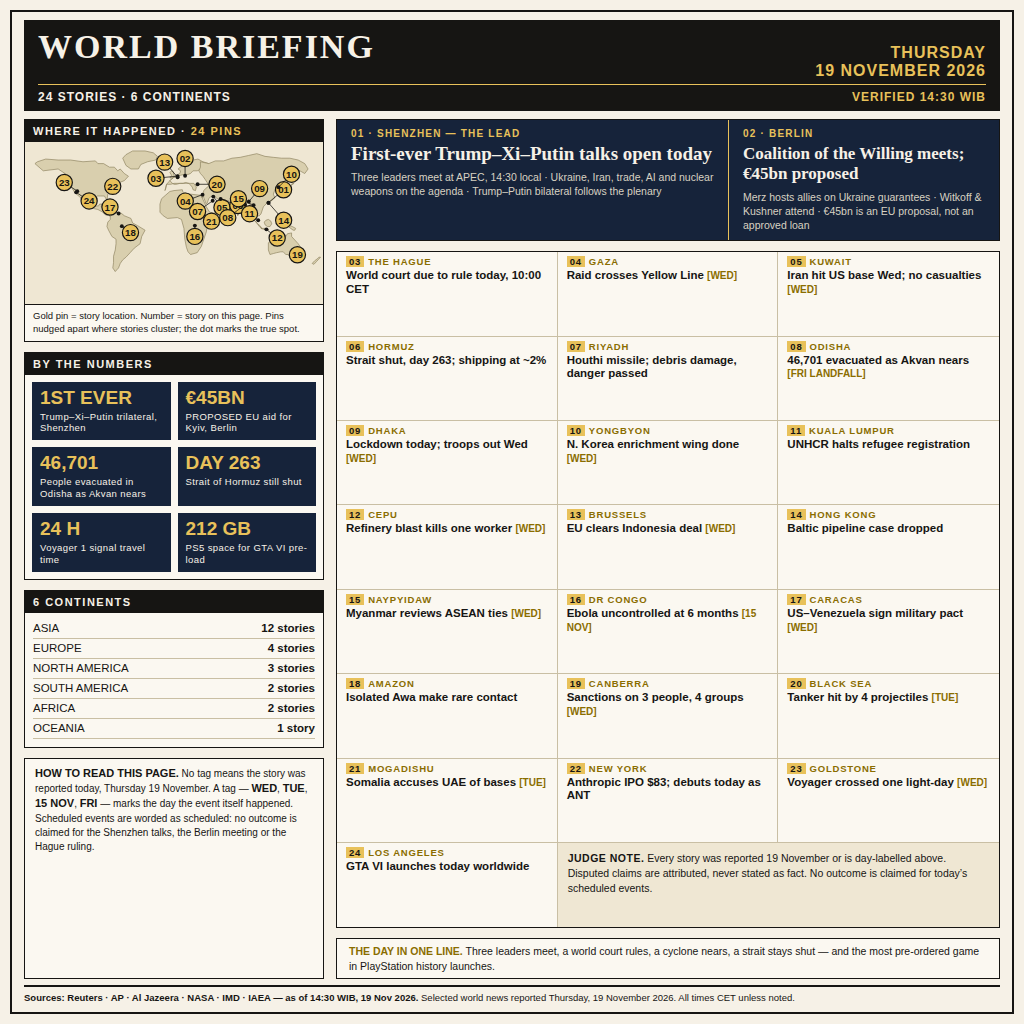 WORLD BRIEFING
THURSDAY
19 NOVEMBER 2026
24 STORIES · 6 CONTINENTS
VERIFIED 14:30 WIB
WHERE IT HAPPENED · 24 PINS
13
02
03
23
22
24
17
18
20
04
07
05
15
09
10
01
21
08
11
14
16
12
19
Gold pin = story location. Number = story on this page. Pins
nudged apart where stories cluster; the dot marks the true spot.
BY THE NUMBERS
1ST EVER
Trump–Xi–Putin trilateral,
Shenzhen
€45BN
PROPOSED EU aid for
Kyiv, Berlin
46,701
People evacuated in
Odisha as Akvan nears
DAY 263
Strait of Hormuz still shut
24 H
Voyager 1 signal travel
time
212 GB
PS5 space for GTA VI pre-
load
6 CONTINENTS
ASIA 12 stories
EUROPE 4 stories
NORTH AMERICA 3 stories
SOUTH AMERICA 2 stories
AFRICA 2 stories
OCEANIA 1 story
HOW TO READ THIS PAGE. No tag means the story was
reported today, Thursday 19 November. A tag — WED, TUE,
15 NOV, FRI — marks the day the event itself happened.
Scheduled events are worded as scheduled: no outcome is
claimed for the Shenzhen talks, the Berlin meeting or the
Hague ruling.
01 · SHENZHEN — THE LEAD
First-ever Trump–Xi–Putin talks open today
Three leaders meet at APEC, 14:30 local · Ukraine, Iran, trade, AI and nuclear
weapons on the agenda · Trump–Putin bilateral follows the plenary
02 · BERLIN
Coalition of the Willing meets;
€45bn proposed
Merz hosts allies on Ukraine guarantees · Witkoff &
Kushner attend · €45bn is an EU proposal, not an
approved loan
03 THE HAGUE
World court due to rule today, 10:00
CET
04 GAZA
Raid crosses Yellow Line [WED]
05 KUWAIT
Iran hit US base Wed; no casualties
[WED]
06 HORMUZ
Strait shut, day 263; shipping at ~2%
07 RIYADH
Houthi missile; debris damage,
danger passed
08 ODISHA
46,701 evacuated as Akvan nears
[FRI LANDFALL]
09 DHAKA
Lockdown today; troops out Wed
[WED]
10 YONGBYON
N. Korea enrichment wing done
[WED]
11 KUALA LUMPUR
UNHCR halts refugee registration
12 CEPU
Refinery blast kills one worker [WED]
13 BRUSSELS
EU clears Indonesia deal [WED]
14 HONG KONG
Baltic pipeline case dropped
15 NAYPYIDAW
Myanmar reviews ASEAN ties [WED]
16 DR CONGO
Ebola uncontrolled at 6 months [15
NOV]
17 CARACAS
US–Venezuela sign military pact
[WED]
18 AMAZON
Isolated Awa make rare contact
19 CANBERRA
Sanctions on 3 people, 4 groups
[WED]
20 BLACK SEA
Tanker hit by 4 projectiles [TUE]
21 MOGADISHU
Somalia accuses UAE of bases [TUE]
22 NEW YORK
Anthropic IPO $83; debuts today as
ANT
23 GOLDSTONE
Voyager crossed one light-day [WED]
24 LOS ANGELES
GTA VI launches today worldwide
JUDGE NOTE. Every story was reported 19 November or is day-labelled above.
Disputed claims are attributed, never stated as fact. No outcome is claimed for today's
scheduled events.
THE DAY IN ONE LINE. Three leaders meet, a world court rules, a cyclone nears, a strait stays shut — and the most pre-ordered game
in PlayStation history launches.
Sources: Reuters · AP · Al Jazeera · NASA · IMD · IAEA — as of 14:30 WIB, 19 Nov 2026. Selected world news reported Thursday, 19 November 2026. All times CET unless noted.